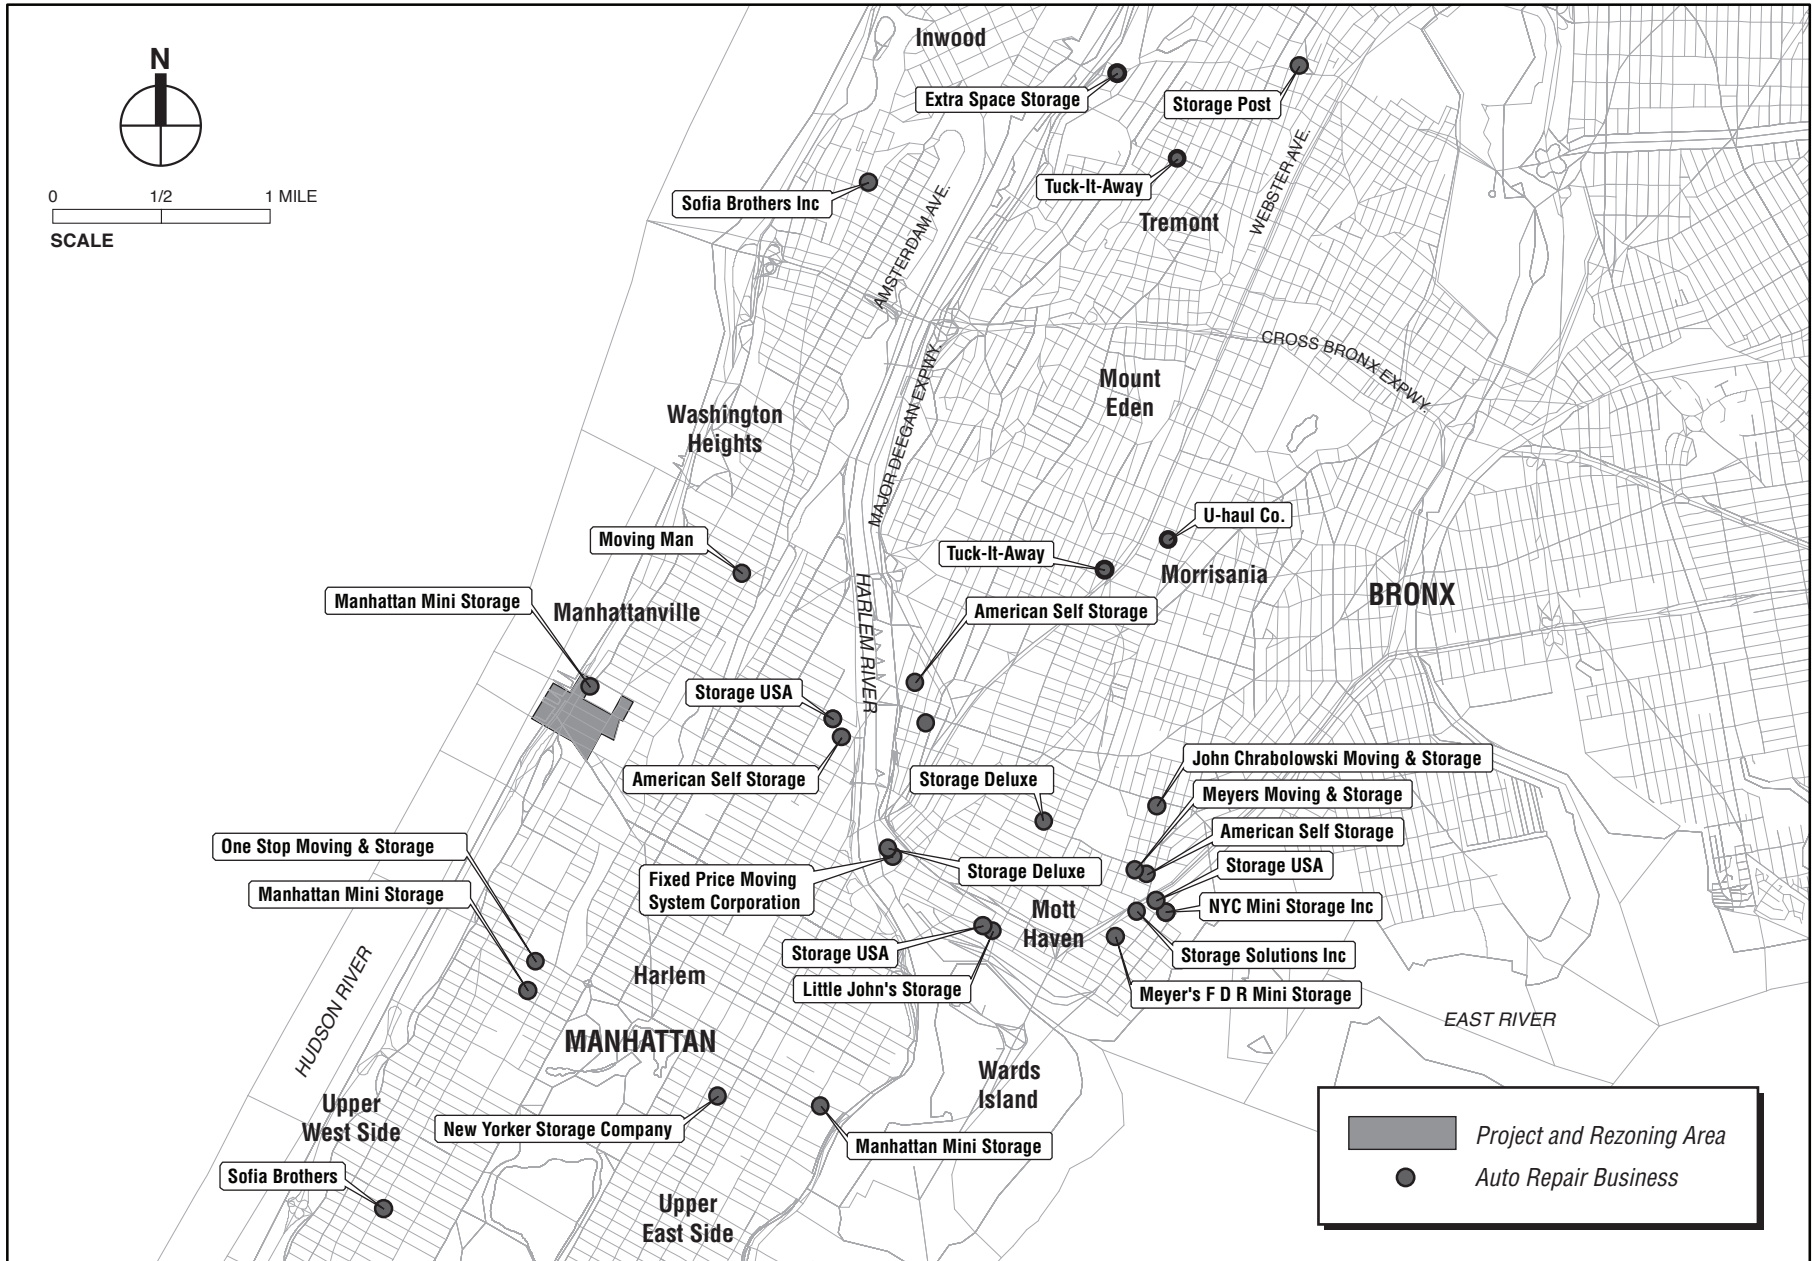 Inwood
N
Extra Space Storage
Storage Post
Tuck-It-Away
WEBSTER AVE.
0 1/2 1 MILE
SCALE
Sofia Brothers Inc
AMSTERDAM AVE.
Tremont
CROSS BRONX EXPWY.
MAJOR DEEGAN EXPWY.
Mount
Eden
Washington
Heights
U-haul Co.
Moving Man
Tuck-It-Away
Morrisania
BRONX
Manhattan Mini Storage
Manhattanville
HARLEM RIVER
American Self Storage
Storage USA
American Self Storage
Storage Deluxe
John Chrabolowski Moving & Storage
Meyers Moving & Storage
American Self Storage
One Stop Moving & Storage
Storage USA
Fixed Price Moving
System Corporation
Storage Deluxe
Manhattan Mini Storage
Mott
Haven
NYC Mini Storage Inc
Storage USA
Storage Solutions Inc
Harlem
Little John's Storage
Meyer's F D R Mini Storage
HUDSON RIVER
EAST RIVER
MANHATTAN
Wards
Island
Upper
West Side
New Yorker Storage Company
Manhattan Mini Storage
Sofia Brothers
Upper
East Side
Project and Rezoning Area
Auto Repair Business